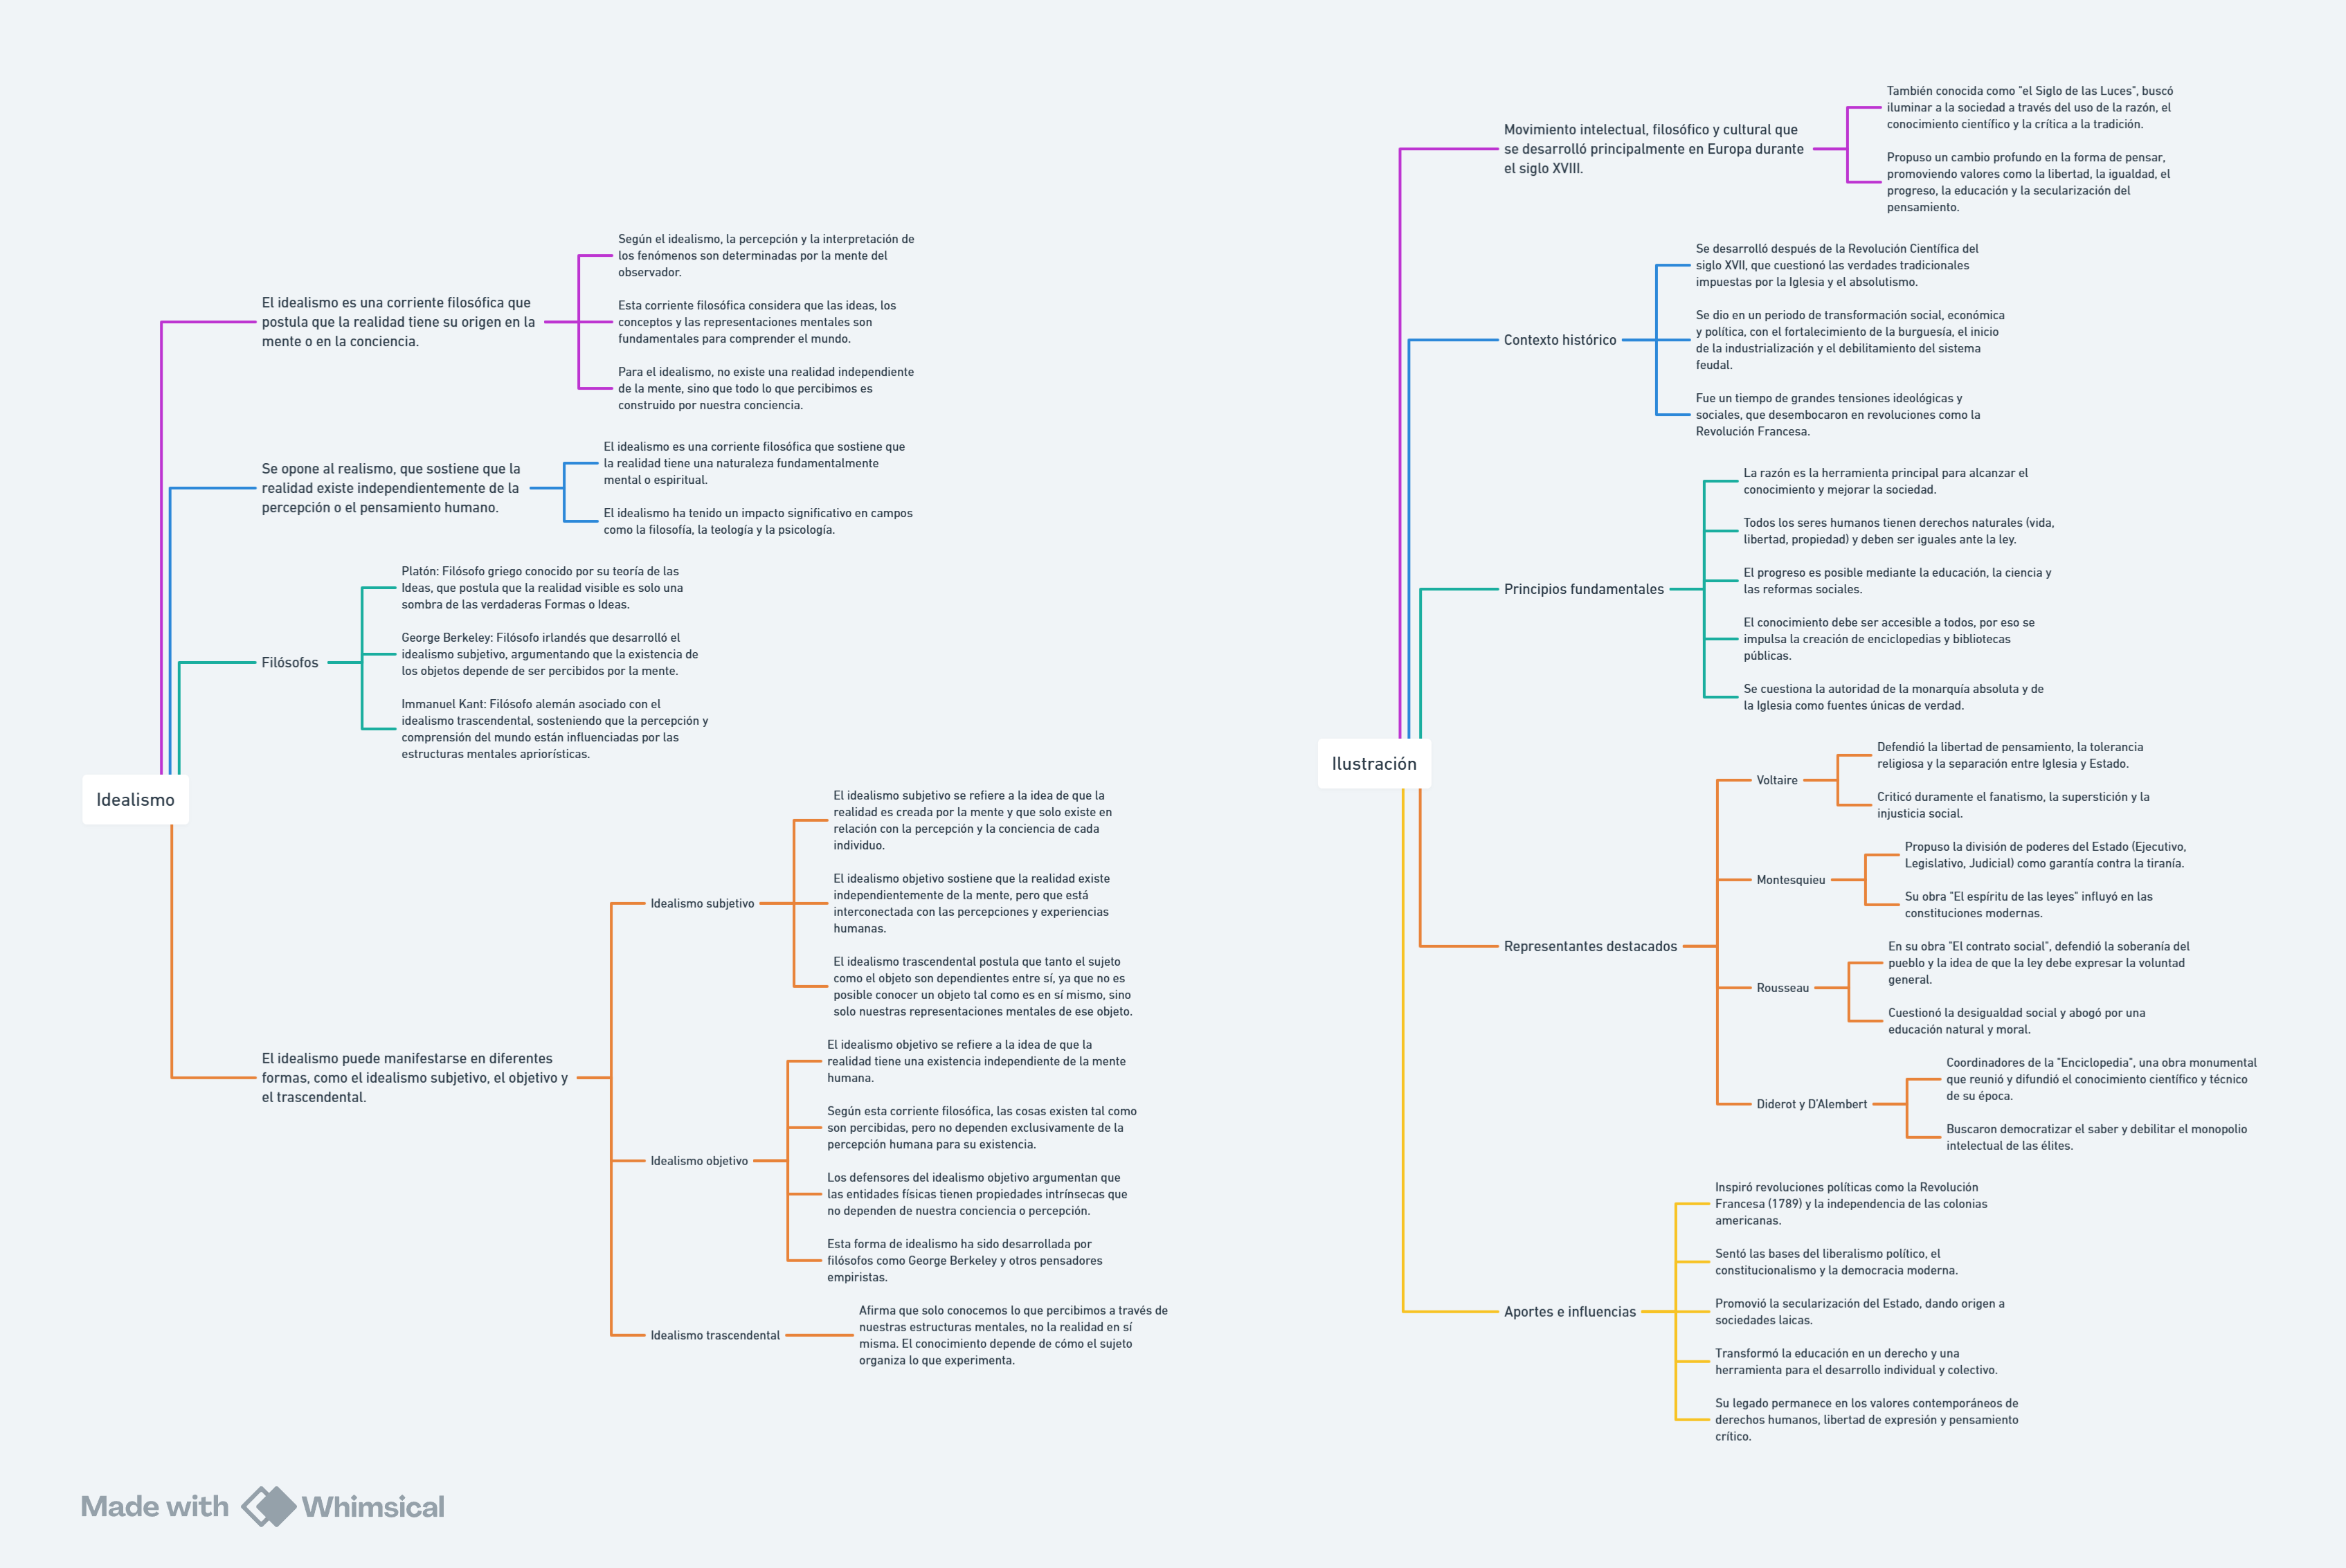 Idealismo
El idealismo es una corriente filosófica que
postula que la realidad tiene su origen en la
mente o en la conciencia.
Según el idealismo, la percepción y la interpretación de
los fenómenos son determinadas por la mente del
observador.
Esta corriente filosófica considera que las ideas, los
conceptos y las representaciones mentales son
fundamentales para comprender el mundo.
Para el idealismo, no existe una realidad independiente
de la mente, sino que todo lo que percibimos es
construido por nuestra conciencia.
Se opone al realismo, que sostiene que la
realidad existe independientemente de la
percepción o el pensamiento humano.
El idealismo es una corriente filosófica que sostiene que
la realidad tiene una naturaleza fundamentalmente
mental o espiritual.
El idealismo ha tenido un impacto significativo en campos
como la filosofía, la teología y la psicología.
Filósofos
Platón: Filósofo griego conocido por su teoría de las
Ideas, que postula que la realidad visible es solo una
sombra de las verdaderas Formas o Ideas.
George Berkeley: Filósofo irlandés que desarrolló el
idealismo subjetivo, argumentando que la existencia de
los objetos depende de ser percibidos por la mente.
Immanuel Kant: Filósofo alemán asociado con el
idealismo trascendental, sosteniendo que la percepción y
comprensión del mundo están influenciadas por las
estructuras mentales apriorísticas.
El idealismo puede manifestarse en diferentes
formas, como el idealismo subjetivo, el objetivo y
el trascendental.
Idealismo subjetivo
El idealismo subjetivo se refiere a la idea de que la
realidad es creada por la mente y que solo existe en
relación con la percepción y la conciencia de cada
individuo.
El idealismo objetivo sostiene que la realidad existe
independientemente de la mente, pero que está
interconectada con las percepciones y experiencias
humanas.
El idealismo trascendental postula que tanto el sujeto
como el objeto son dependientes entre sí, ya que no es
posible conocer un objeto tal como es en sí mismo, sino
solo nuestras representaciones mentales de ese objeto.
Idealismo objetivo
El idealismo objetivo se refiere a la idea de que la
realidad tiene una existencia independiente de la mente
humana.
Según esta corriente filosófica, las cosas existen tal como
son percibidas, pero no dependen exclusivamente de la
percepción humana para su existencia.
Los defensores del idealismo objetivo argumentan que
las entidades físicas tienen propiedades intrínsecas que
no dependen de nuestra conciencia o percepción.
Esta forma de idealismo ha sido desarrollada por
filósofos como George Berkeley y otros pensadores
empiristas.
Idealismo trascendental
Afirma que solo conocemos lo que percibimos a través de
nuestras estructuras mentales, no la realidad en sí
misma. El conocimiento depende de cómo el sujeto
organiza lo que experimenta.
Ilustración
Movimiento intelectual, filosófico y cultural que
se desarrolló principalmente en Europa durante
el siglo XVIII.
También conocida como "el Siglo de las Luces", buscó
iluminar a la sociedad a través del uso de la razón, el
conocimiento científico y la crítica a la tradición.
Propuso un cambio profundo en la forma de pensar,
promoviendo valores como la libertad, la igualdad, el
progreso, la educación y la secularización del
pensamiento.
Contexto histórico
Se desarrolló después de la Revolución Científica del
siglo XVII, que cuestionó las verdades tradicionales
impuestas por la Iglesia y el absolutismo.
Se dio en un periodo de transformación social, económica
y política, con el fortalecimiento de la burguesía, el inicio
de la industrialización y el debilitamiento del sistema
feudal.
Fue un tiempo de grandes tensiones ideológicas y
sociales, que desembocaron en revoluciones como la
Revolución Francesa.
Principios fundamentales
La razón es la herramienta principal para alcanzar el
conocimiento y mejorar la sociedad.
Todos los seres humanos tienen derechos naturales (vida,
libertad, propiedad) y deben ser iguales ante la ley.
El progreso es posible mediante la educación, la ciencia y
las reformas sociales.
El conocimiento debe ser accesible a todos, por eso se
impulsa la creación de enciclopedias y bibliotecas
públicas.
Se cuestiona la autoridad de la monarquía absoluta y de
la Iglesia como fuentes únicas de verdad.
Representantes destacados
Voltaire
Defendió la libertad de pensamiento, la tolerancia
religiosa y la separación entre Iglesia y Estado.
Criticó duramente el fanatismo, la superstición y la
injusticia social.
Montesquieu
Propuso la división de poderes del Estado (Ejecutivo,
Legislativo, Judicial) como garantía contra la tiranía.
Su obra "El espíritu de las leyes" influyó en las
constituciones modernas.
Rousseau
En su obra "El contrato social", defendió la soberanía del
pueblo y la idea de que la ley debe expresar la voluntad
general.
Cuestionó la desigualdad social y abogó por una
educación natural y moral.
Diderot y D'Alembert
Coordinadores de la "Enciclopedia", una obra monumental
que reunió y difundió el conocimiento científico y técnico
de su época.
Buscaron democratizar el saber y debilitar el monopolio
intelectual de las élites.
Aportes e influencias
Inspiró revoluciones políticas como la Revolución
Francesa (1789) y la independencia de las colonias
americanas.
Sentó las bases del liberalismo político, el
constitucionalismo y la democracia moderna.
Promovió la secularización del Estado, dando origen a
sociedades laicas.
Transformó la educación en un derecho y una
herramienta para el desarrollo individual y colectivo.
Su legado permanece en los valores contemporáneos de
derechos humanos, libertad de expresión y pensamiento
crítico.
Made with Whimsical